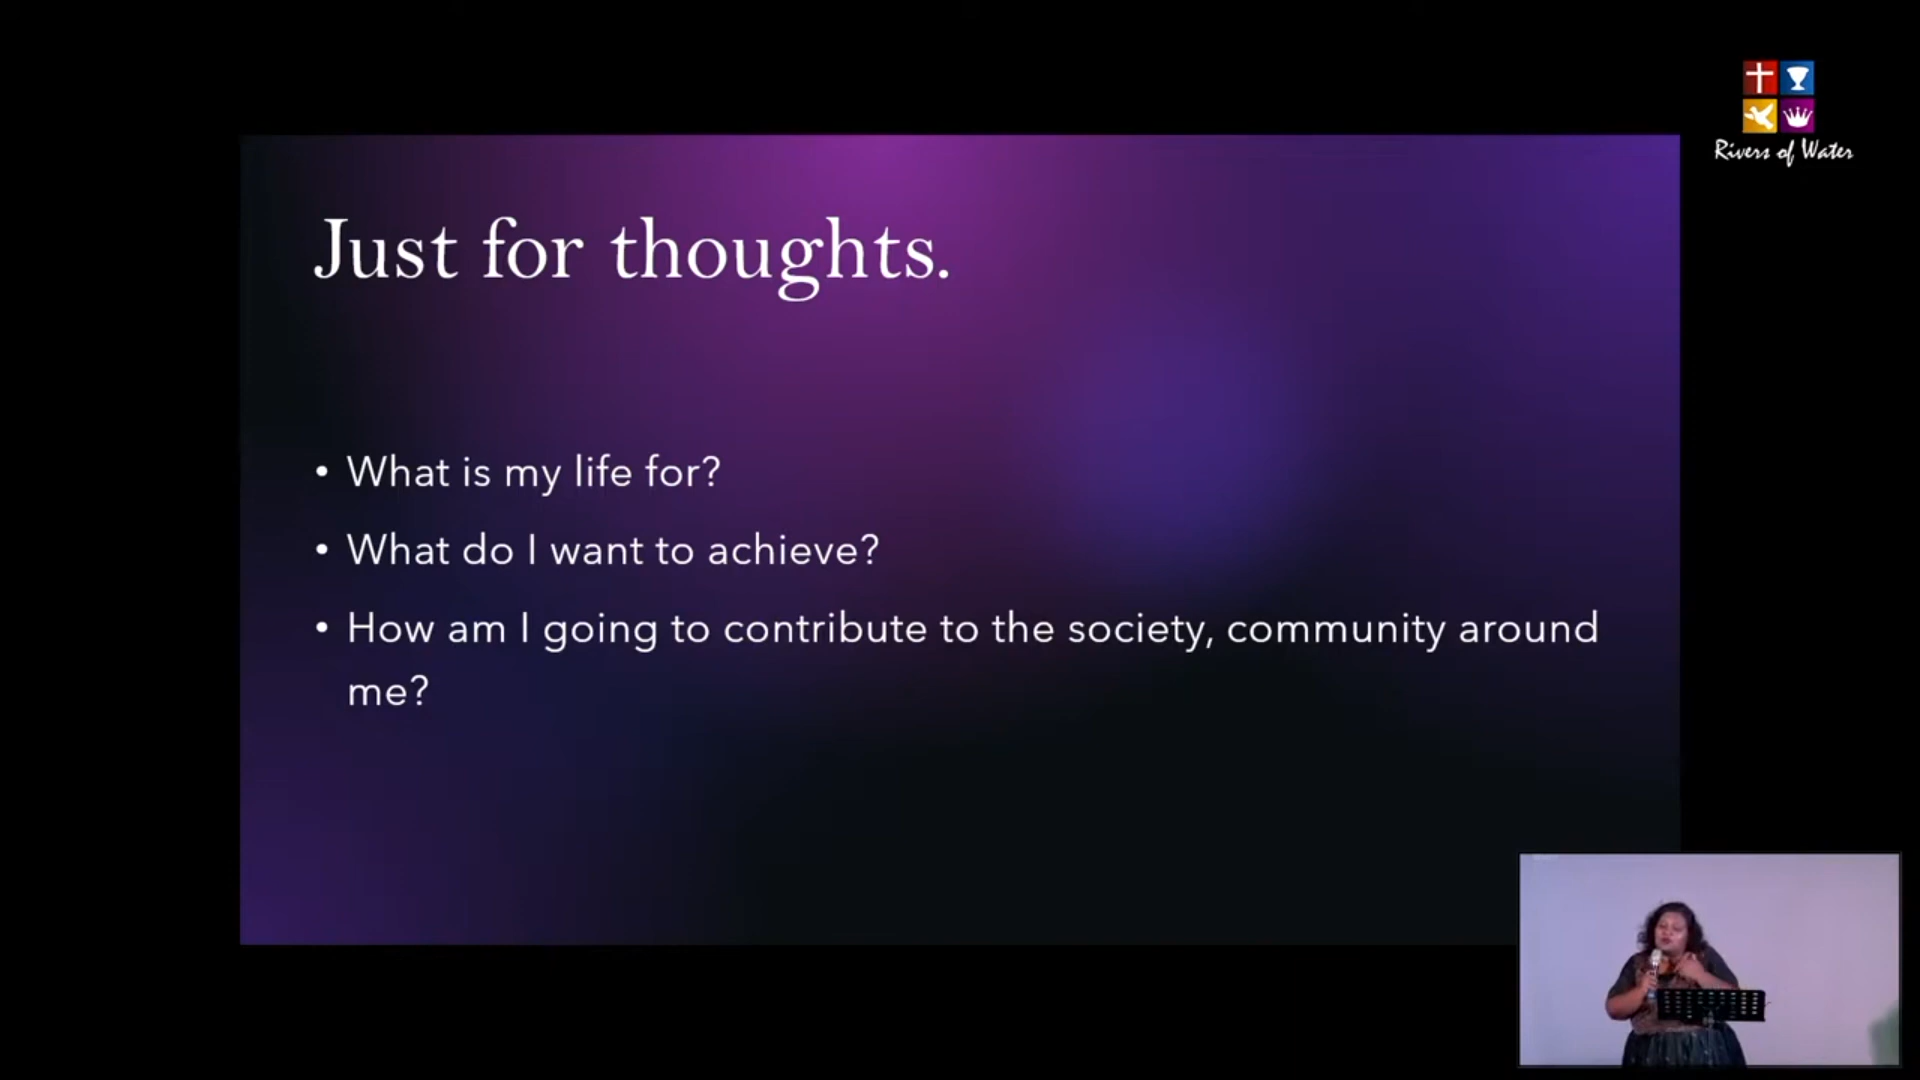 Rivers of Water
Just for thoughts.
• What is my life for?
• What do I want to achieve?
• How am I going to contribute to the society, community around
me?